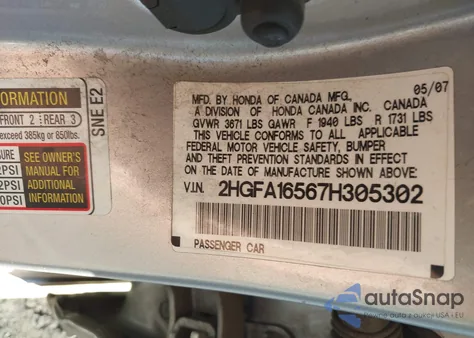 FORMATION
FRONT 2 REAR 3
exceed 385kg or 850lbs.
SURE
2PSI
2PSI
0PSI
SEE OWNER'S
MANUAL FOR
ADDITIONAL
INFORMATION
SNE E2
05/07
MFD. BY HONDA OF CANADA MFG.
A DIVISION OF HONDA CANADA INC. CANADA
GVWR 3671 LBS GAWR F 1940 LBS R 1731 LBS
THIS VEHICLE CONFORMS TO ALL APPLICABLE
FEDERAL MOTOR VEHICLE SAFETY, BUMPER
AND THEFT PREVENTION STANDARDS IN EFFECT
ON THE DATE OF MANUFACTURE SHOWN ABOVE:
V.I.N. 2HGFA16567H305302
PASSENGER CAR
autoSnap